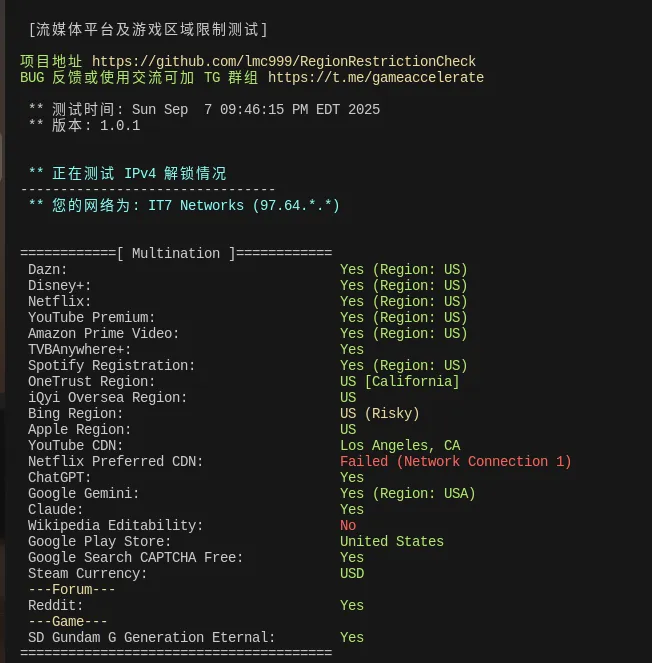 [流媒体平台及游戏区域限制测试]
项目地址 https://github.com/lmc999/RegionRestrictionCheck
BUG 反馈或使用交流可加 TG 群组 https://t.me/gameaccelerate
** 测试时间: Sun Sep  7 09:46:15 PM EDT 2025
** 版本: 1.0.1
** 正在测试 IPv4 解锁情况
--------------------------------
** 您的网络为: IT7 Networks (97.64.*.*)
============[ Multination ]============
Dazn: Yes (Region: US)
Disney+: Yes (Region: US)
Netflix: Yes (Region: US)
YouTube Premium: Yes (Region: US)
Amazon Prime Video: Yes (Region: US)
TVBAnywhere+: Yes
Spotify Registration: Yes (Region: US)
OneTrust Region: US [California]
iQyi Oversea Region: US
Bing Region: US (Risky)
Apple Region: US
YouTube CDN: Los Angeles, CA
Netflix Preferred CDN: Failed (Network Connection 1)
ChatGPT: Yes
Google Gemini: Yes (Region: USA)
Claude: Yes
Wikipedia Editability: No
Google Play Store: United States
Google Search CAPTCHA Free: Yes
Steam Currency: USD
---Forum---
Reddit: Yes
---Game---
SD Gundam G Generation Eternal: Yes
=======================================